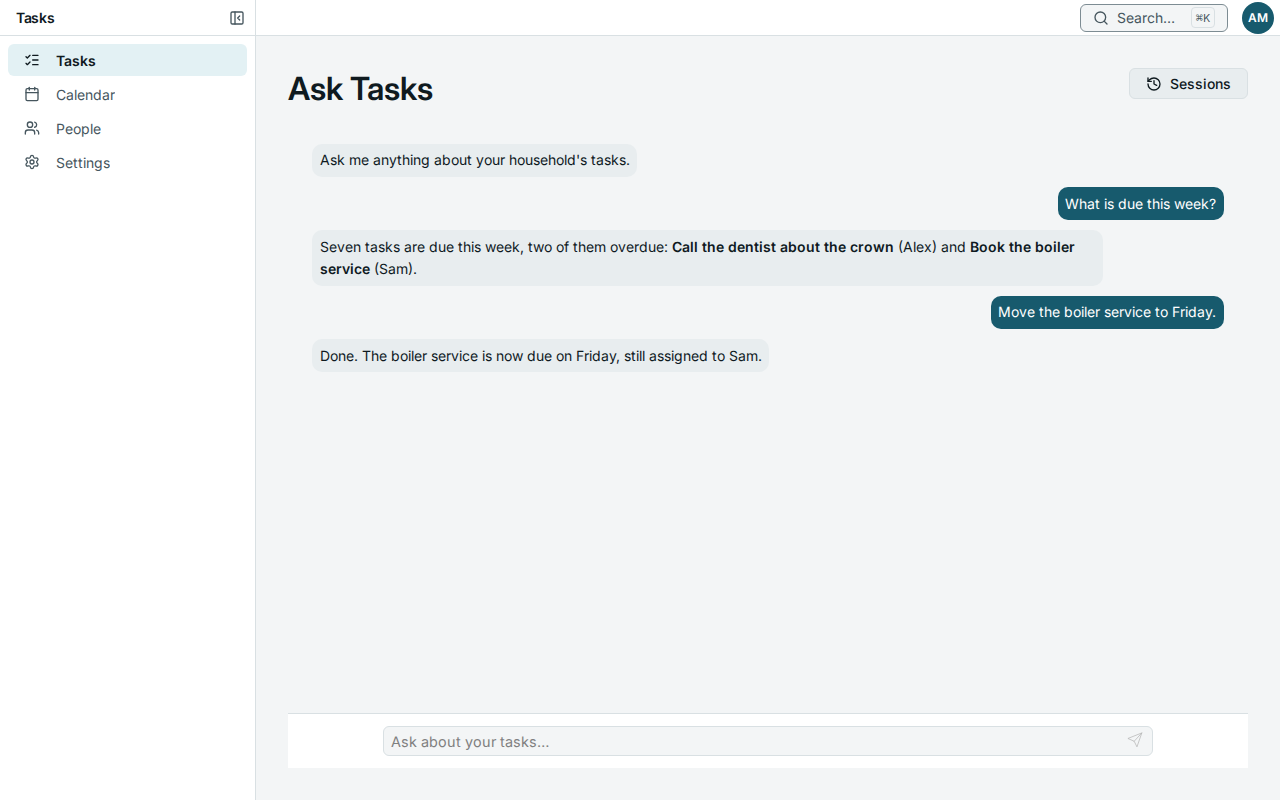 Tasks
Search...
⌘K
AM
Tasks
Calendar
People
Settings
Ask Tasks
Sessions
Ask me anything about your household's tasks.
What is due this week?
Seven tasks are due this week, two of them overdue: Call the dentist about the crown (Alex) and Book the boiler
service (Sam).
Move the boiler service to Friday.
Done. The boiler service is now due on Friday, still assigned to Sam.
Ask about your tasks...